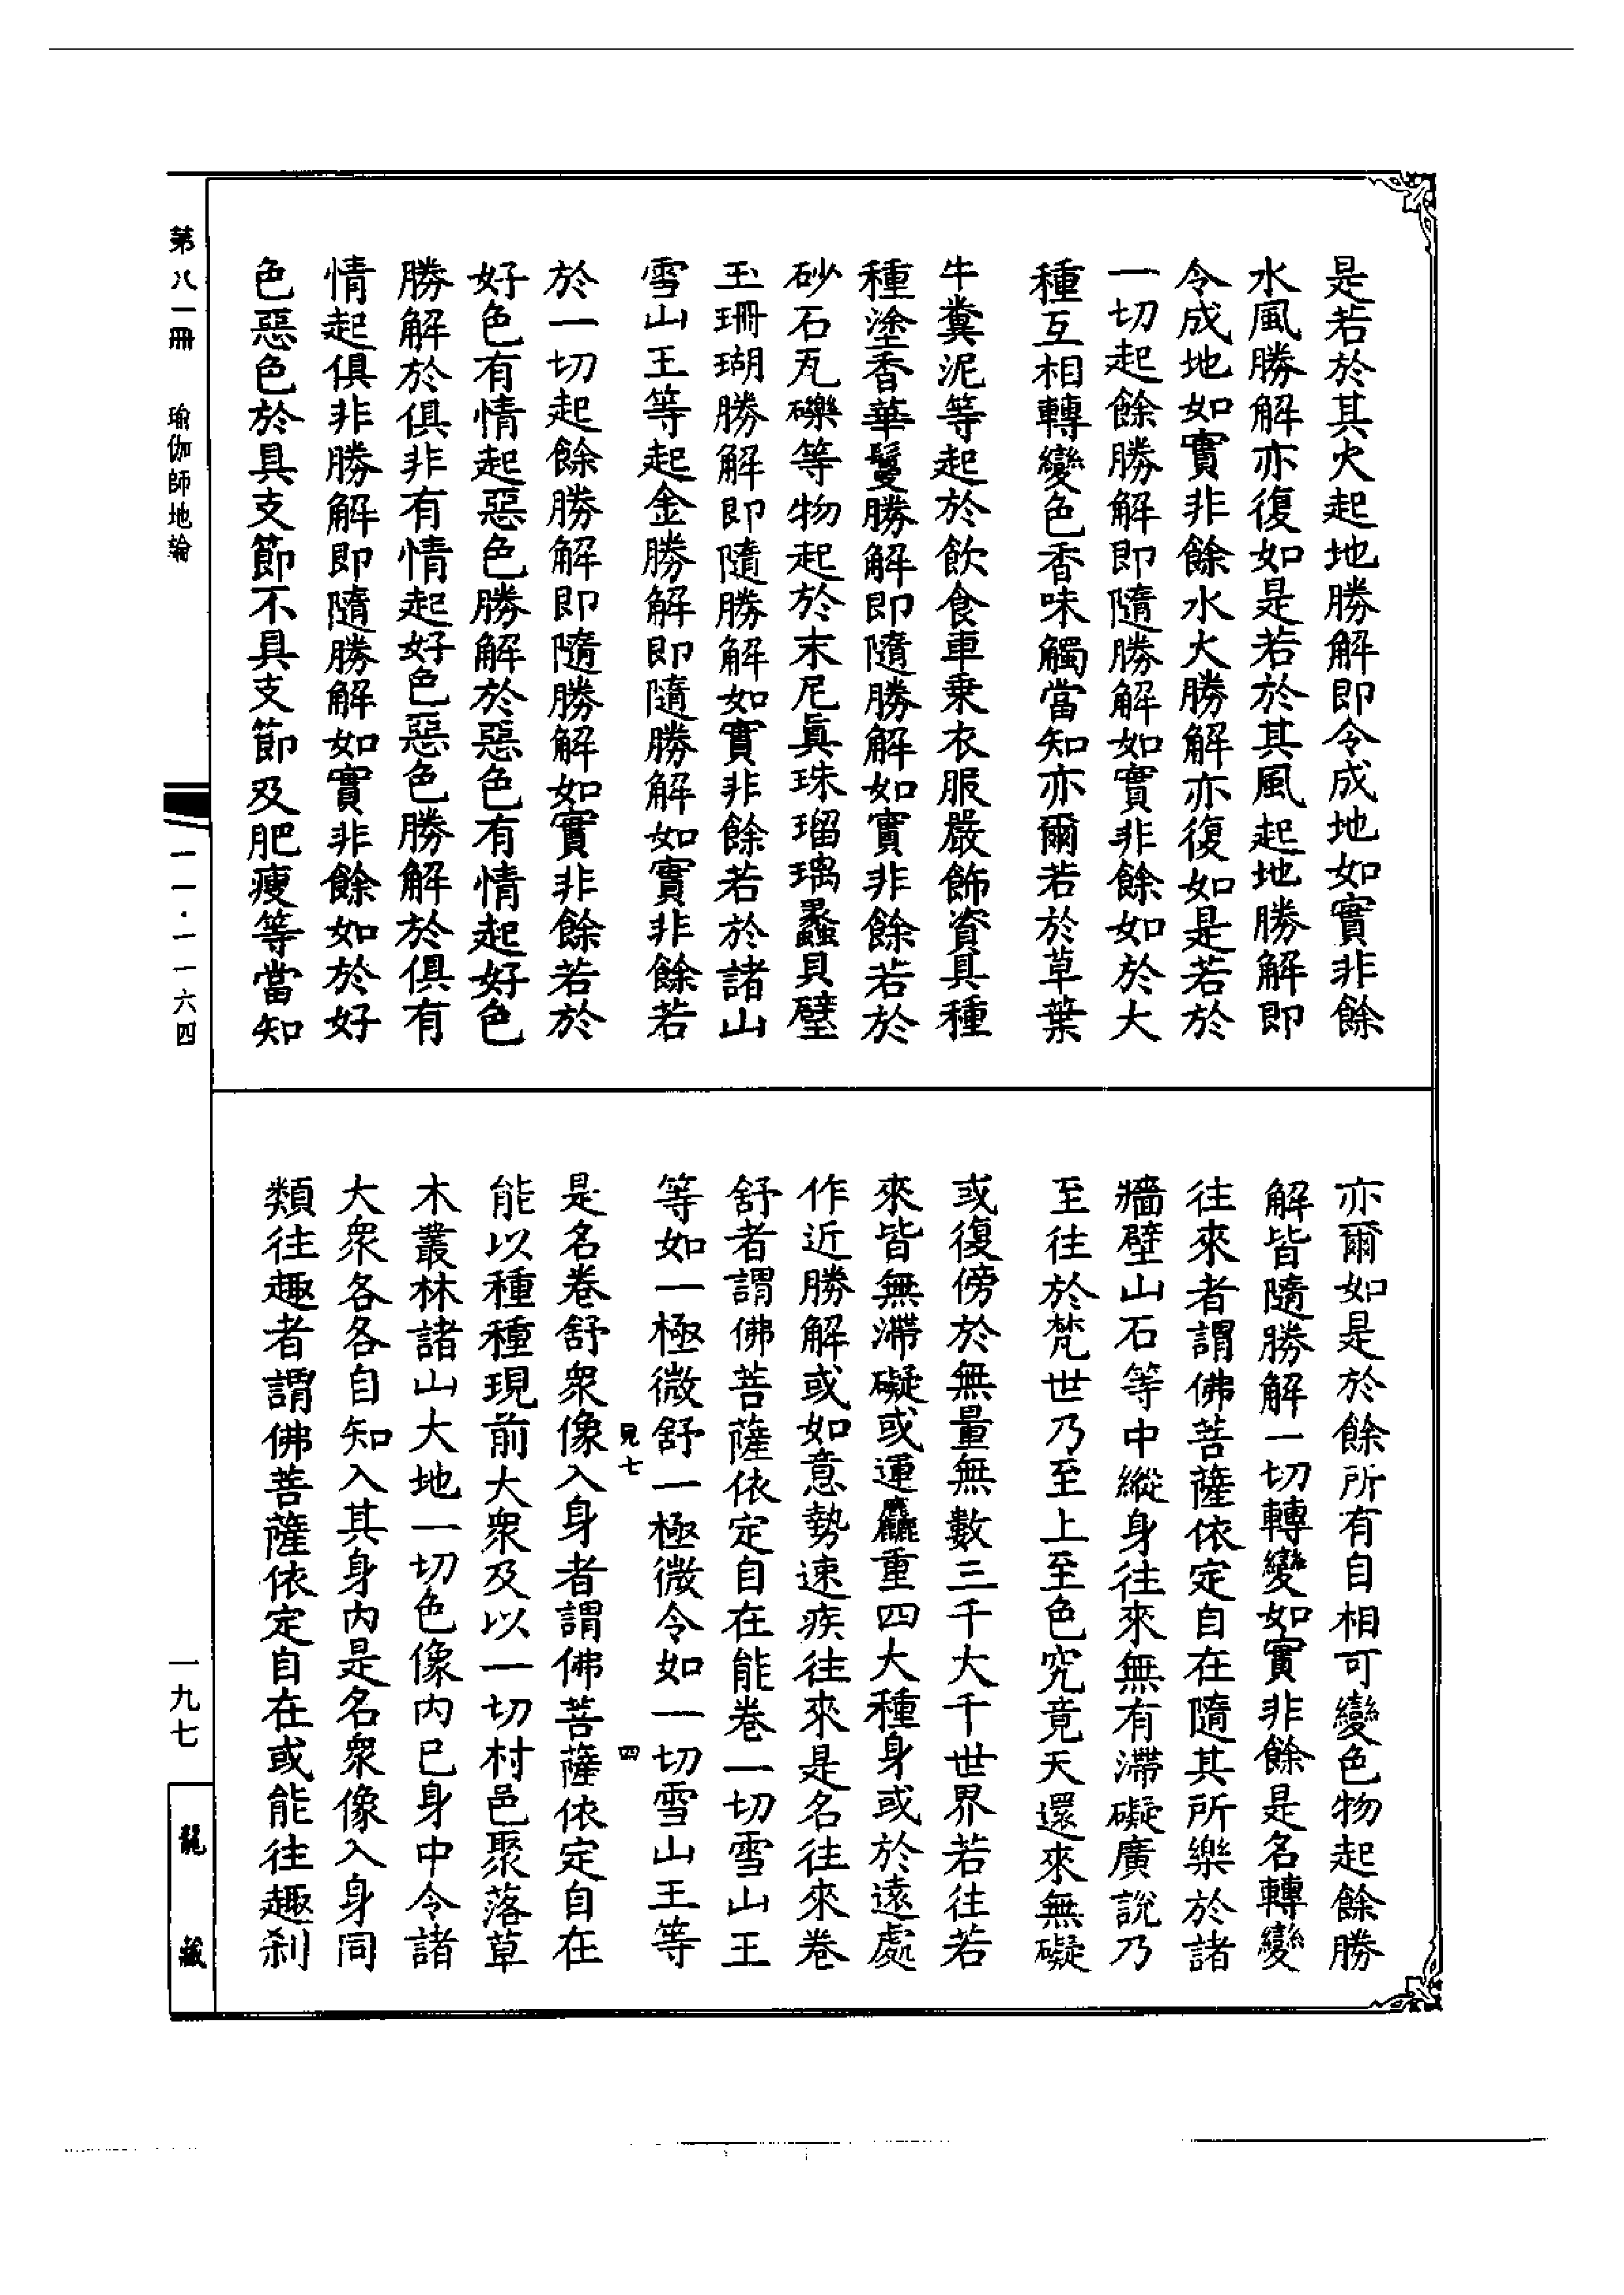 是若於其火起地勝解即令成地如實非餘
水風勝解亦復如是若於其風起地勝解即
令成地如實非餘水火勝解亦復如是若於
一切起餘勝解即隨勝解如實非餘如於大
種互相轉變色香味觸當知亦爾若於草葉
牛糞泥等起於飲食車乗衣服嚴飾資具種
種塗香華鬘勝解即隨勝解如實非餘若於
砂石瓦礫等物起於末尼眞珠瑠璃蠡貝璧
玉珊瑚勝解即隨勝解如實非餘若於諸山
雪山王等起金勝解即隨勝解如實非餘若
於一切起餘勝解即隨勝解如實非餘若於
好色有情起惡色勝解於惡色有情起好色
勝解於俱非有情起好色惡色勝解於俱有
情起俱非勝解即隨勝解如實非餘如於好
色惡色於具支節不具支節及肥瘦等當知
亦爾如是於餘所有自相可變色物起餘勝
解皆隨勝解一切轉變如實非餘是名轉變
往來者謂佛菩薩依定自在隨其所樂於諸
牆壁山石等中縱身往來無有滯礙廣說乃
至往於梵世乃至上至色究竟天還來無礙
或復傍於無量無數三千大千世界若往若
來皆無滯礙或運麤重四大種身或於遠處
作近勝解或如意勢速疾往來是名往來卷
舒者謂佛菩薩依定自在能卷一切雪山王
等如一極微舒一極微令如一切雪山王等
見七 四
是名卷舒衆像入身者謂佛菩薩依定自在
能以種種現前大衆及以一切村邑聚落草
木叢林諸山大地一切色像内已身中令諸
大衆各各自知入其身内是名衆像入身同
類往趣者謂佛菩薩依定自在或能往趣刹
第八一冊 瑜伽師地論
一一·一一六四
一九七
龍藏